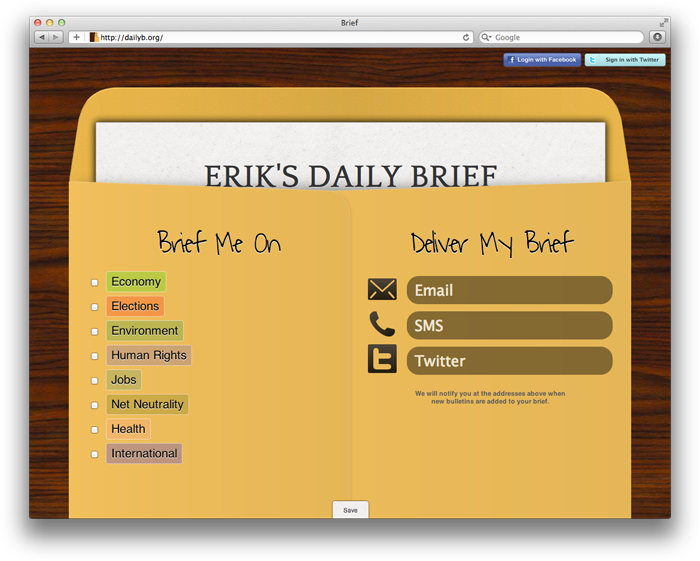 Brief
http://dailyb.org/
Google
Login with Facebook
Sign in with Twitter
ERIK'S DAILY BRIEF
Brief Me On
Economy
Elections
Environment
Human Rights
Jobs
Net Neutrality
Health
International
Deliver My Brief
Email
SMS
Twitter
We will notify you at the addresses above when
new bulletins are added to your brief.
Save